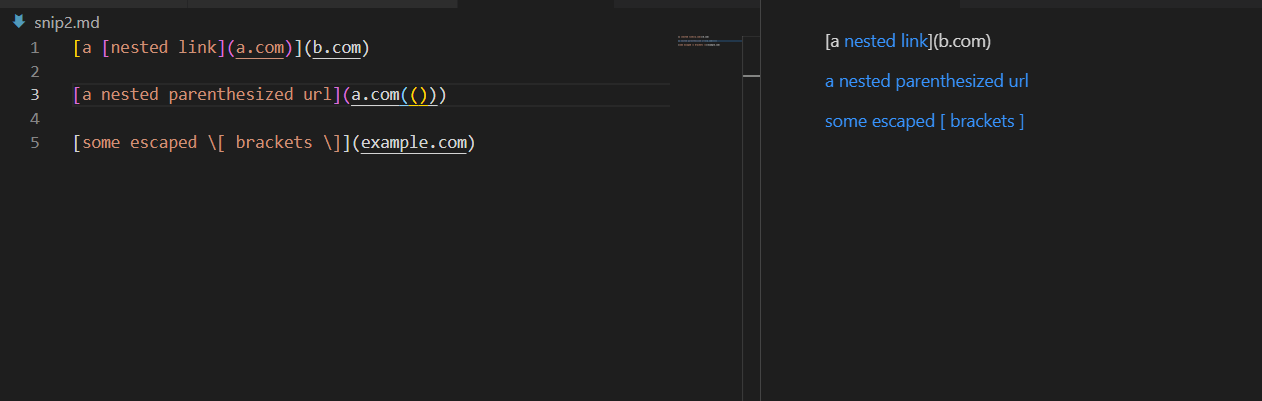 snip2.md
1 [a [nested link](a.com)](b.com)
2
3 [a nested parenthesized url](a.com(()))
4
5 [some escaped \[ brackets \]](example.com)
[a nested link](b.com)
a nested parenthesized url
some escaped [ brackets ]